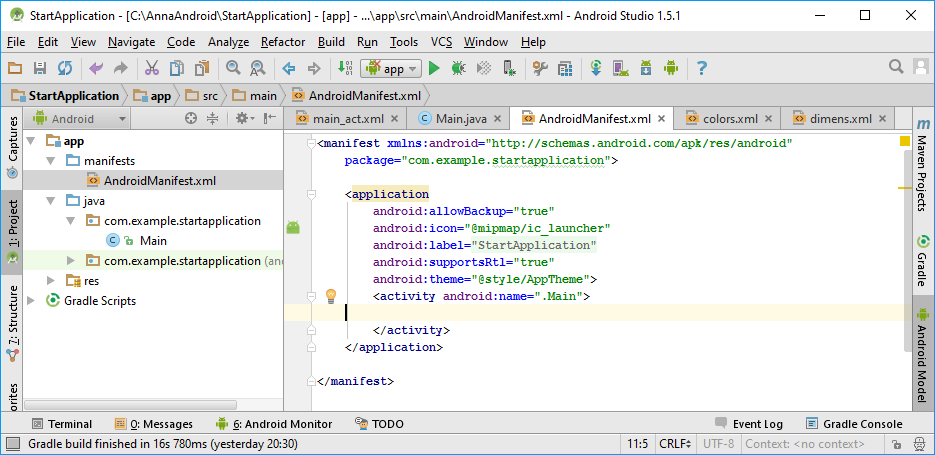 StartApplication - [C:\AnnaAndroid\StartApplication] - [app] - ...\app\src\main\AndroidManifest.xml - Android Studio 1.5.1
File Edit View Navigate Code Analyze Refactor Build Run Tools VCS Window Help
app
StartApplication app src main AndroidManifest.xml
Android
main_act.xml Main.java AndroidManifest.xml colors.xml dimens.xml
Captures
1: Project
7: Structure
orites
app
manifests
AndroidManifest.xml
java
com.example.startapplication
Main
com.example.startapplication (an
res
Gradle Scripts
<manifest xmlns:android="http://schemas.android.com/apk/res/android"
package="com.example.startapplication">
<application
android:allowBackup="true"
android:icon="@mipmap/ic_launcher"
android:label="StartApplication"
android:supportsRtl="true"
android:theme="@style/AppTheme">
<activity android:name=".Main">
</activity>
</application>
</manifest>
Maven Projects
Gradle
Android Model
Terminal 0: Messages 6: Android Monitor TODO Event Log Gradle Console
Gradle build finished in 16s 780ms (yesterday 20:30) 11:5 CRLF UTF-8 Context: <no context>